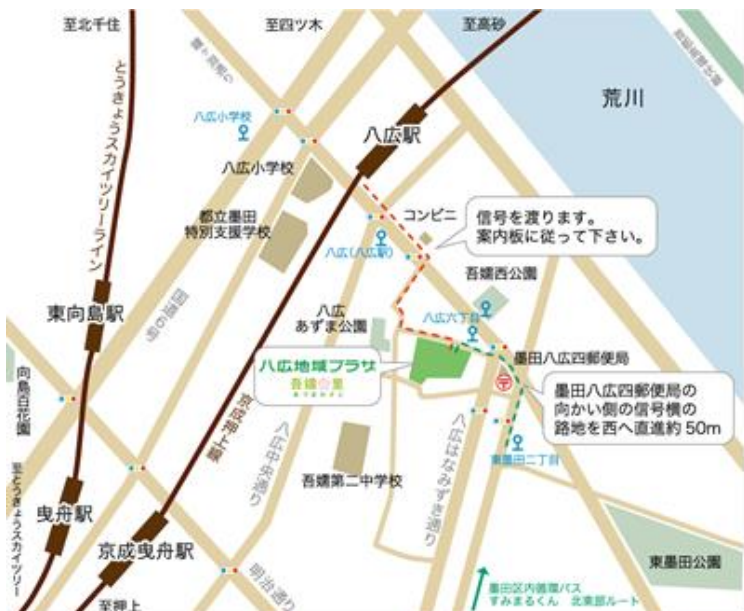 至北千住
至四ツ木
至高砂
とうきょうスカイツリーライン
荒川
八広小学校
八広駅
八広小学校
コンビニ
信号を渡ります。
案内板に従って下さい。
都立墨田
特別支援学校
八広(八広駅)
吾嬬西公園
国道6号
東向島駅
八広
あずま公園
八広六丁目
墨田八広四郵便局
八広地域プラザ
吾嬬の里
向島百花園
墨田八広四郵便局の
向かい側の信号横の
路地を西へ直進約50m
京成押上線
八広中央通り
八広はなみずき通り
東墨田二丁目
吾嬬第二中学校
至とうきょうスカイツリー
曳舟駅
京成曳舟駅
東墨田公園
明治通り
至押上
墨田区内循環バス
すみまるくん 北東部ルート